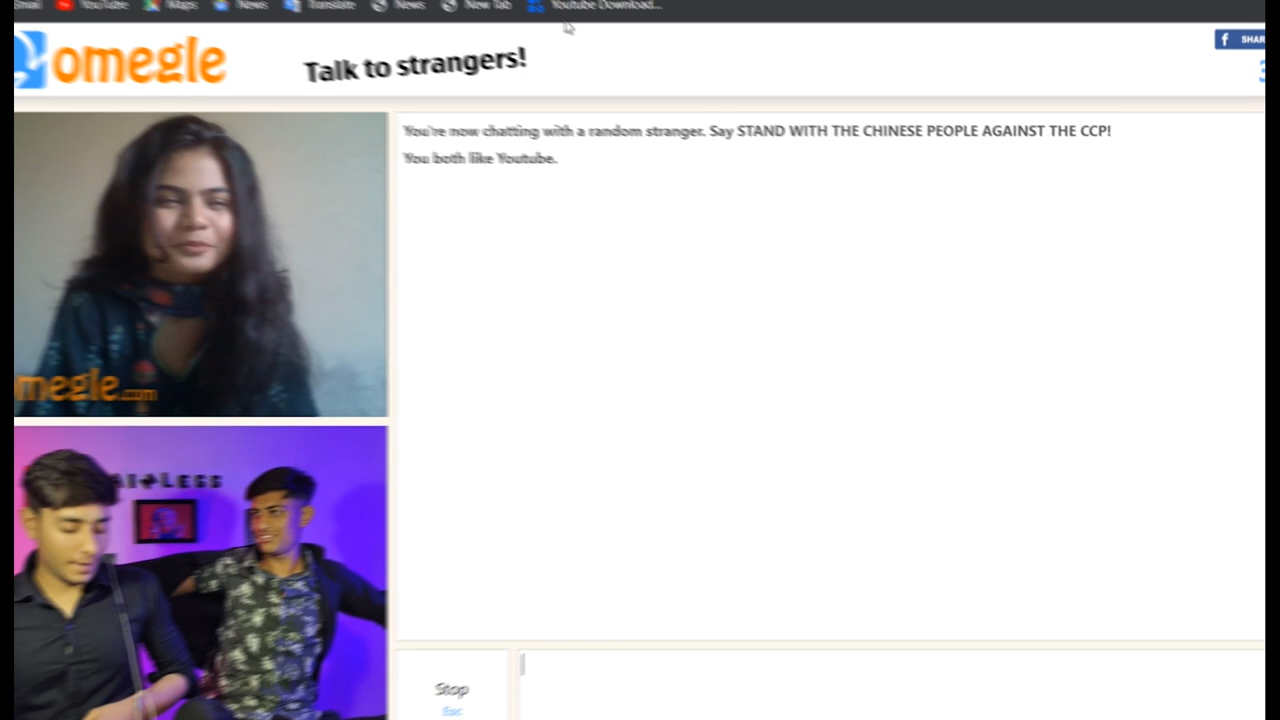 Gmail YouTube Maps News Translate News New Tab Youtube Download...
omegle Talk to strangers! SHAR
You're now chatting with a random stranger. Say STAND WITH THE CHINESE PEOPLE AGAINST THE CCP!
You both like Youtube.
omegle.com
Stop
Esc